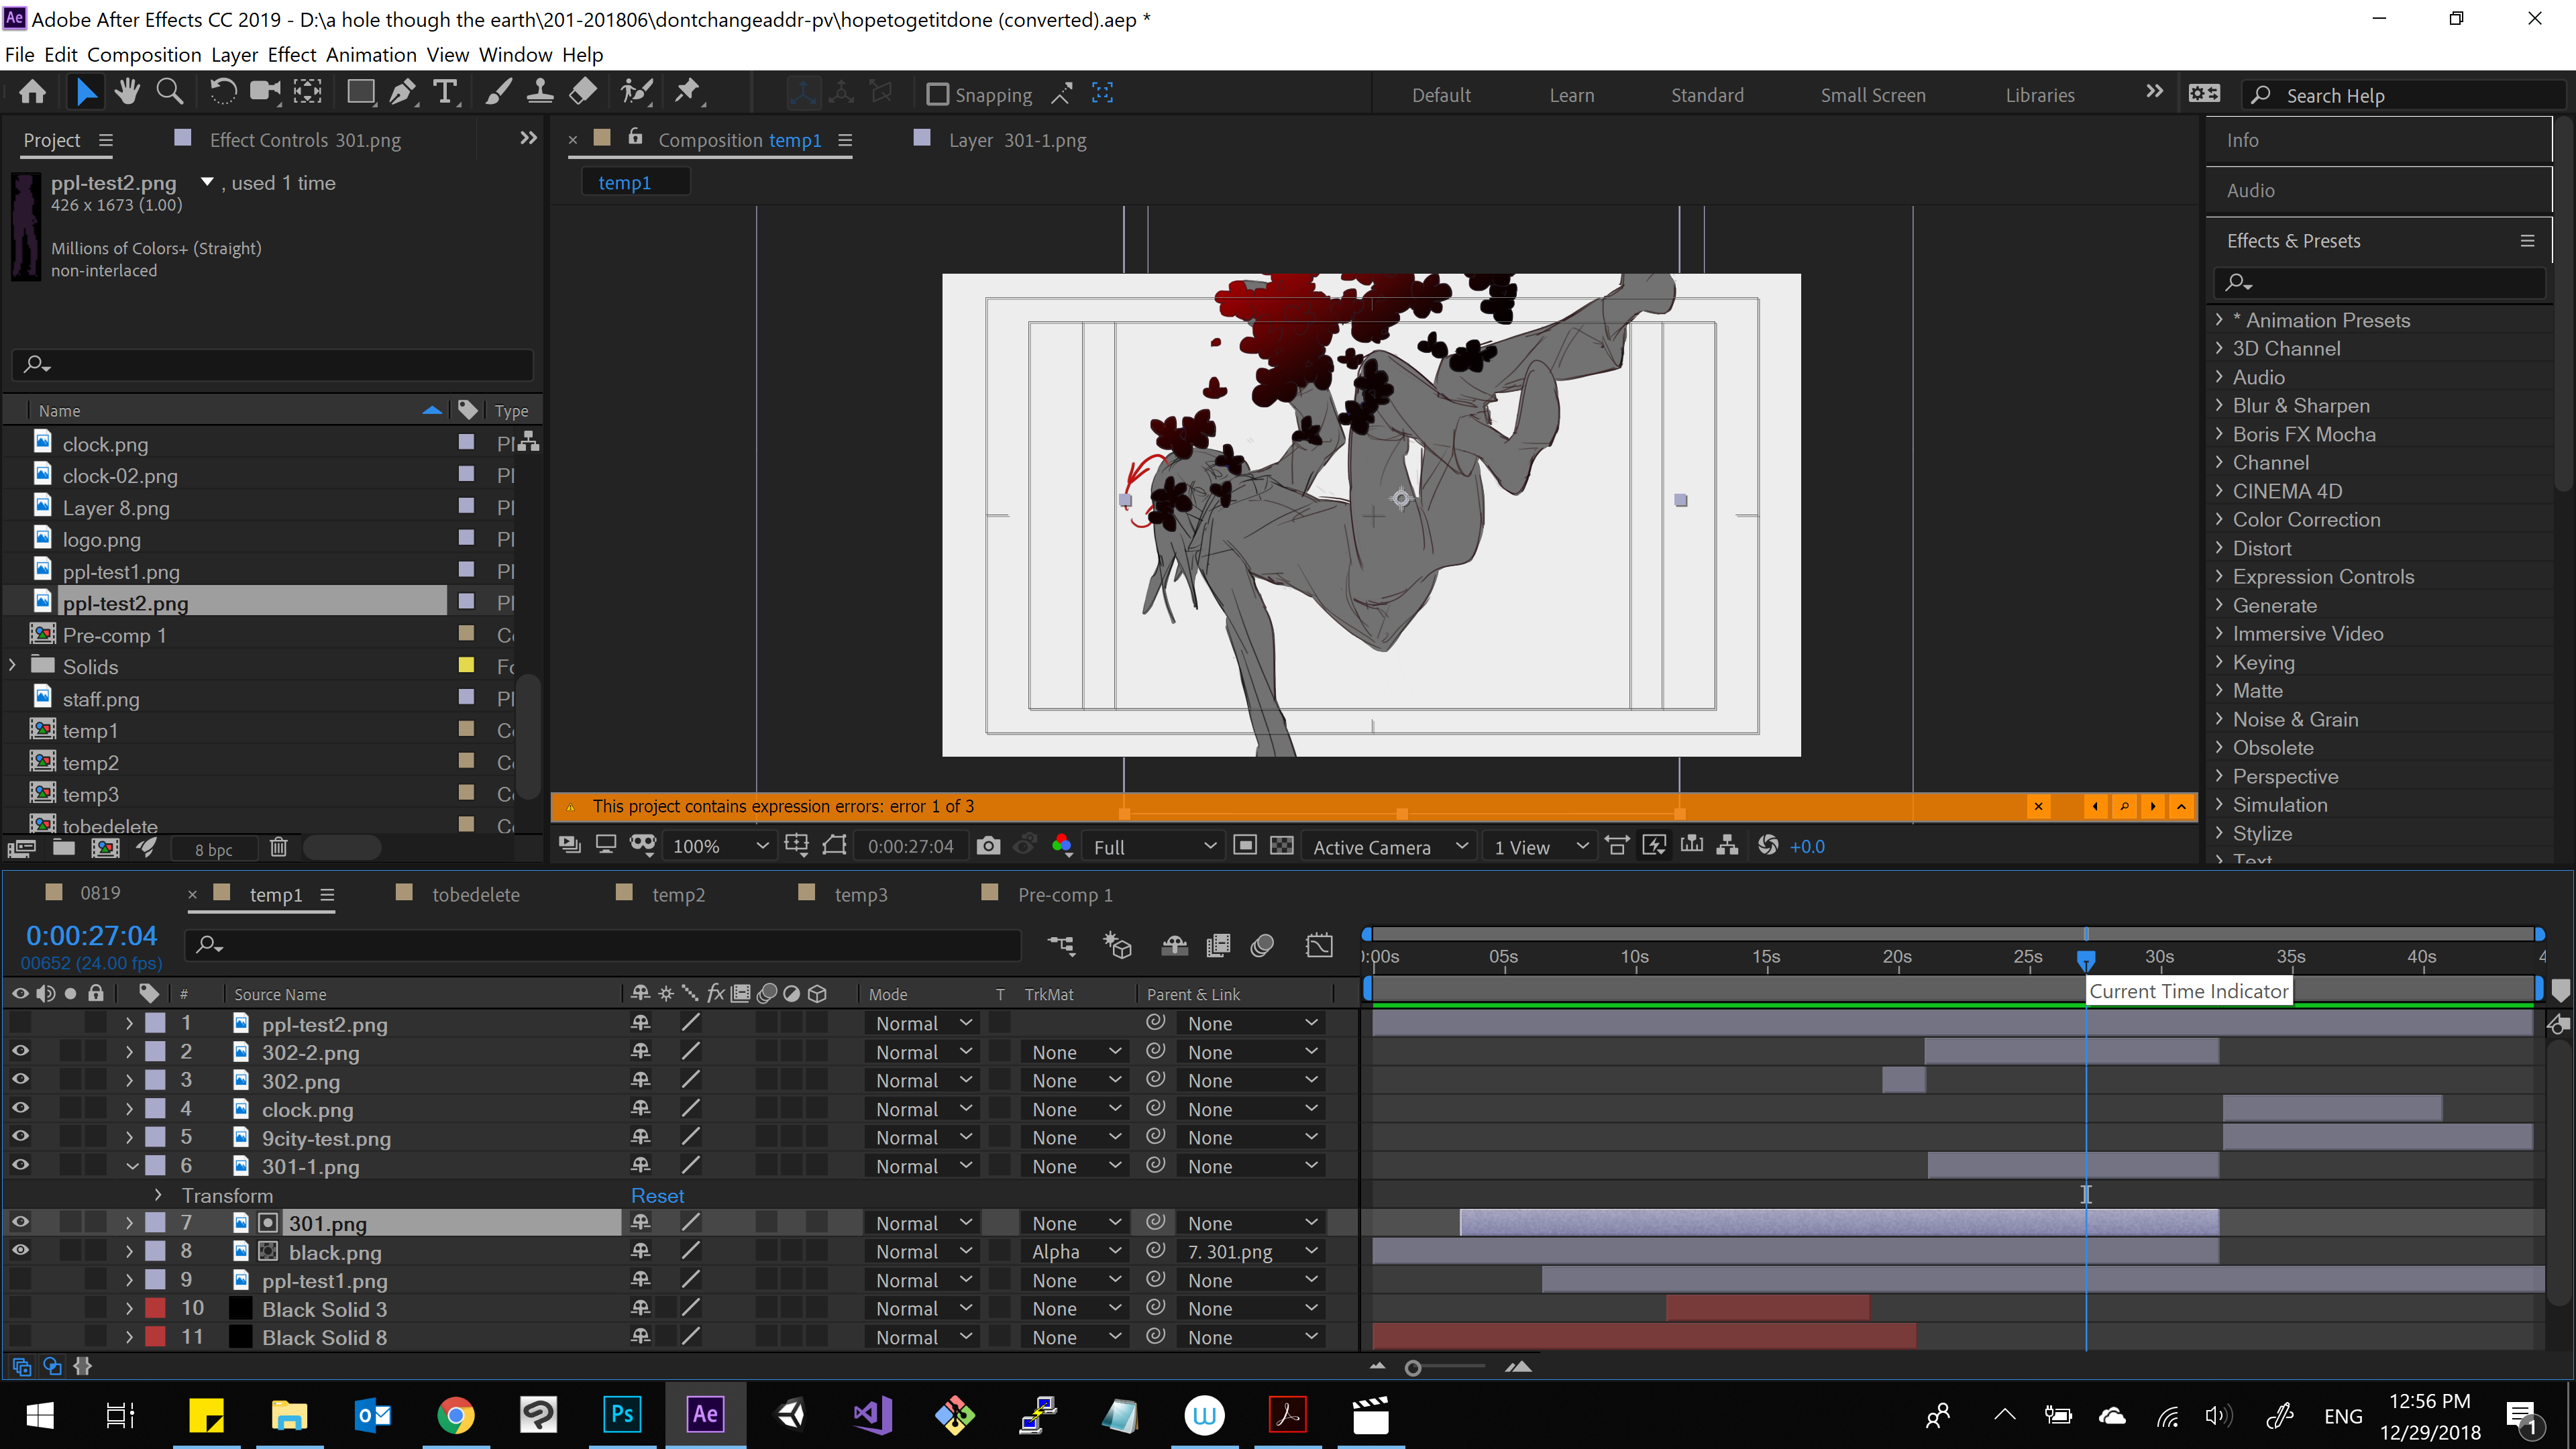 Adobe After Effects CC 2019 - D:\a hole though the earth\201-201806\dontchangeaddr-pv\hopetogetitdone (converted).aep *
File Edit Composition Layer Effect Animation View Window Help
Snapping Default Learn Standard Small Screen Libraries Search Help
Project Effect Controls 301.png
ppl-test2.png , used 1 time
426 x 1673 (1.00)
Millions of Colors+ (Straight)
non-interlaced
Name Type
clock.png
clock-02.png
Layer 8.png
logo.png
ppl-test1.png
ppl-test2.png
Pre-comp 1
Solids
staff.png
temp1
temp2
temp3
tobedelete
8 bpc
Composition temp1 Layer 301-1.png
temp1
This project contains expression errors: error 1 of 3
100% 0:00:27:04 Full Active Camera 1 View +0.0
Info
Audio
Effects & Presets
* Animation Presets
3D Channel
Audio
Blur & Sharpen
Boris FX Mocha
Channel
CINEMA 4D
Color Correction
Distort
Expression Controls
Generate
Immersive Video
Keying
Matte
Noise & Grain
Obsolete
Perspective
Simulation
Stylize
Text
0819 temp1 tobedelete temp2 temp3 Pre-comp 1
0:00:27:04
00652 (24.00 fps)
05s 10s 15s 20s 25s 30s 35s 40s
Current Time Indicator
# Source Name Mode T TrkMat Parent & Link
1 ppl-test2.png Normal None
2 302-2.png Normal None None
3 302.png Normal None None
4 clock.png Normal None None
5 9city-test.png Normal None None
6 301-1.png Normal None None
Transform Reset
7 301.png Normal None None
8 black.png Normal Alpha 7. 301.png
9 ppl-test1.png Normal None None
10 Black Solid 3 Normal None None
11 Black Solid 8 Normal None None
ENG 12:56 PM
12/29/2018
1